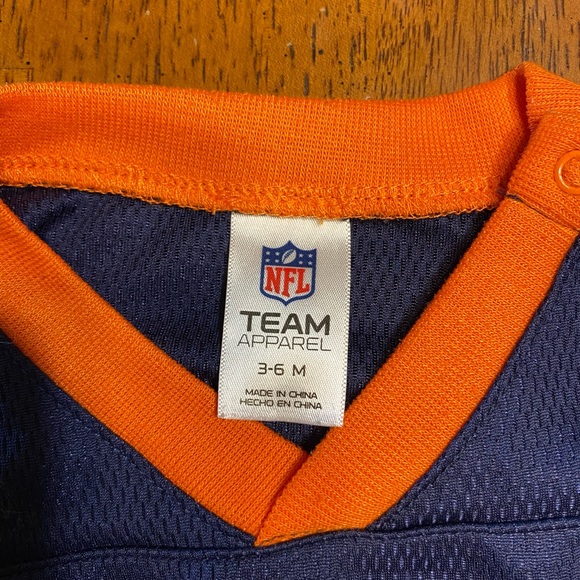 NFL
TEAM
APPAREL
3-6 M
MADE IN CHINA
HECHO EN CHINA